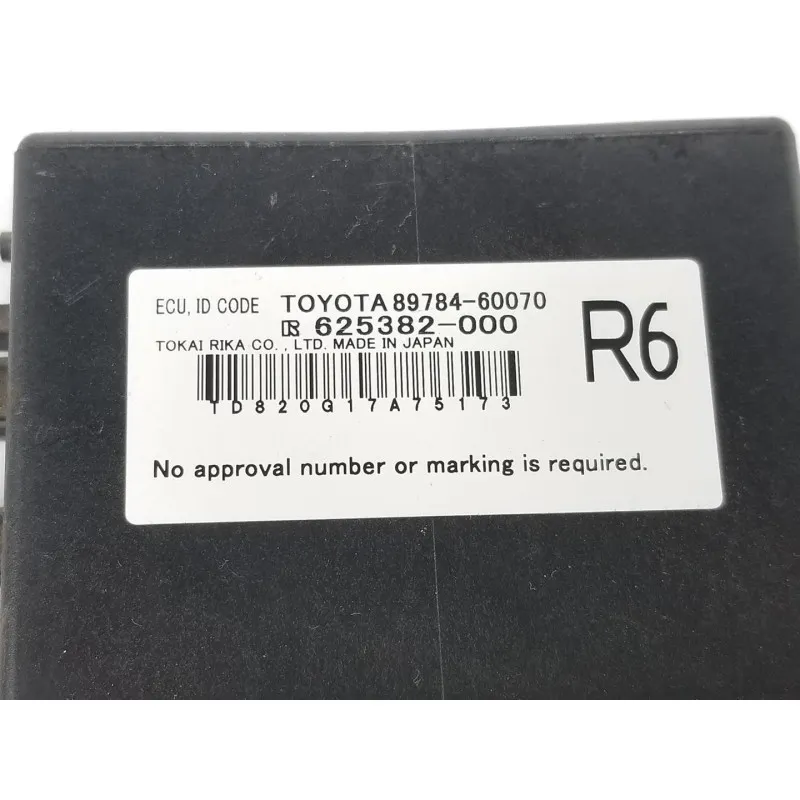 ECU, ID CODE TOYOTA 89784-60070
R 625382-000
R6
TOKAI RIKA CO., LTD. MADE IN JAPAN
TD820G17A75173
No approval number or marking is required.